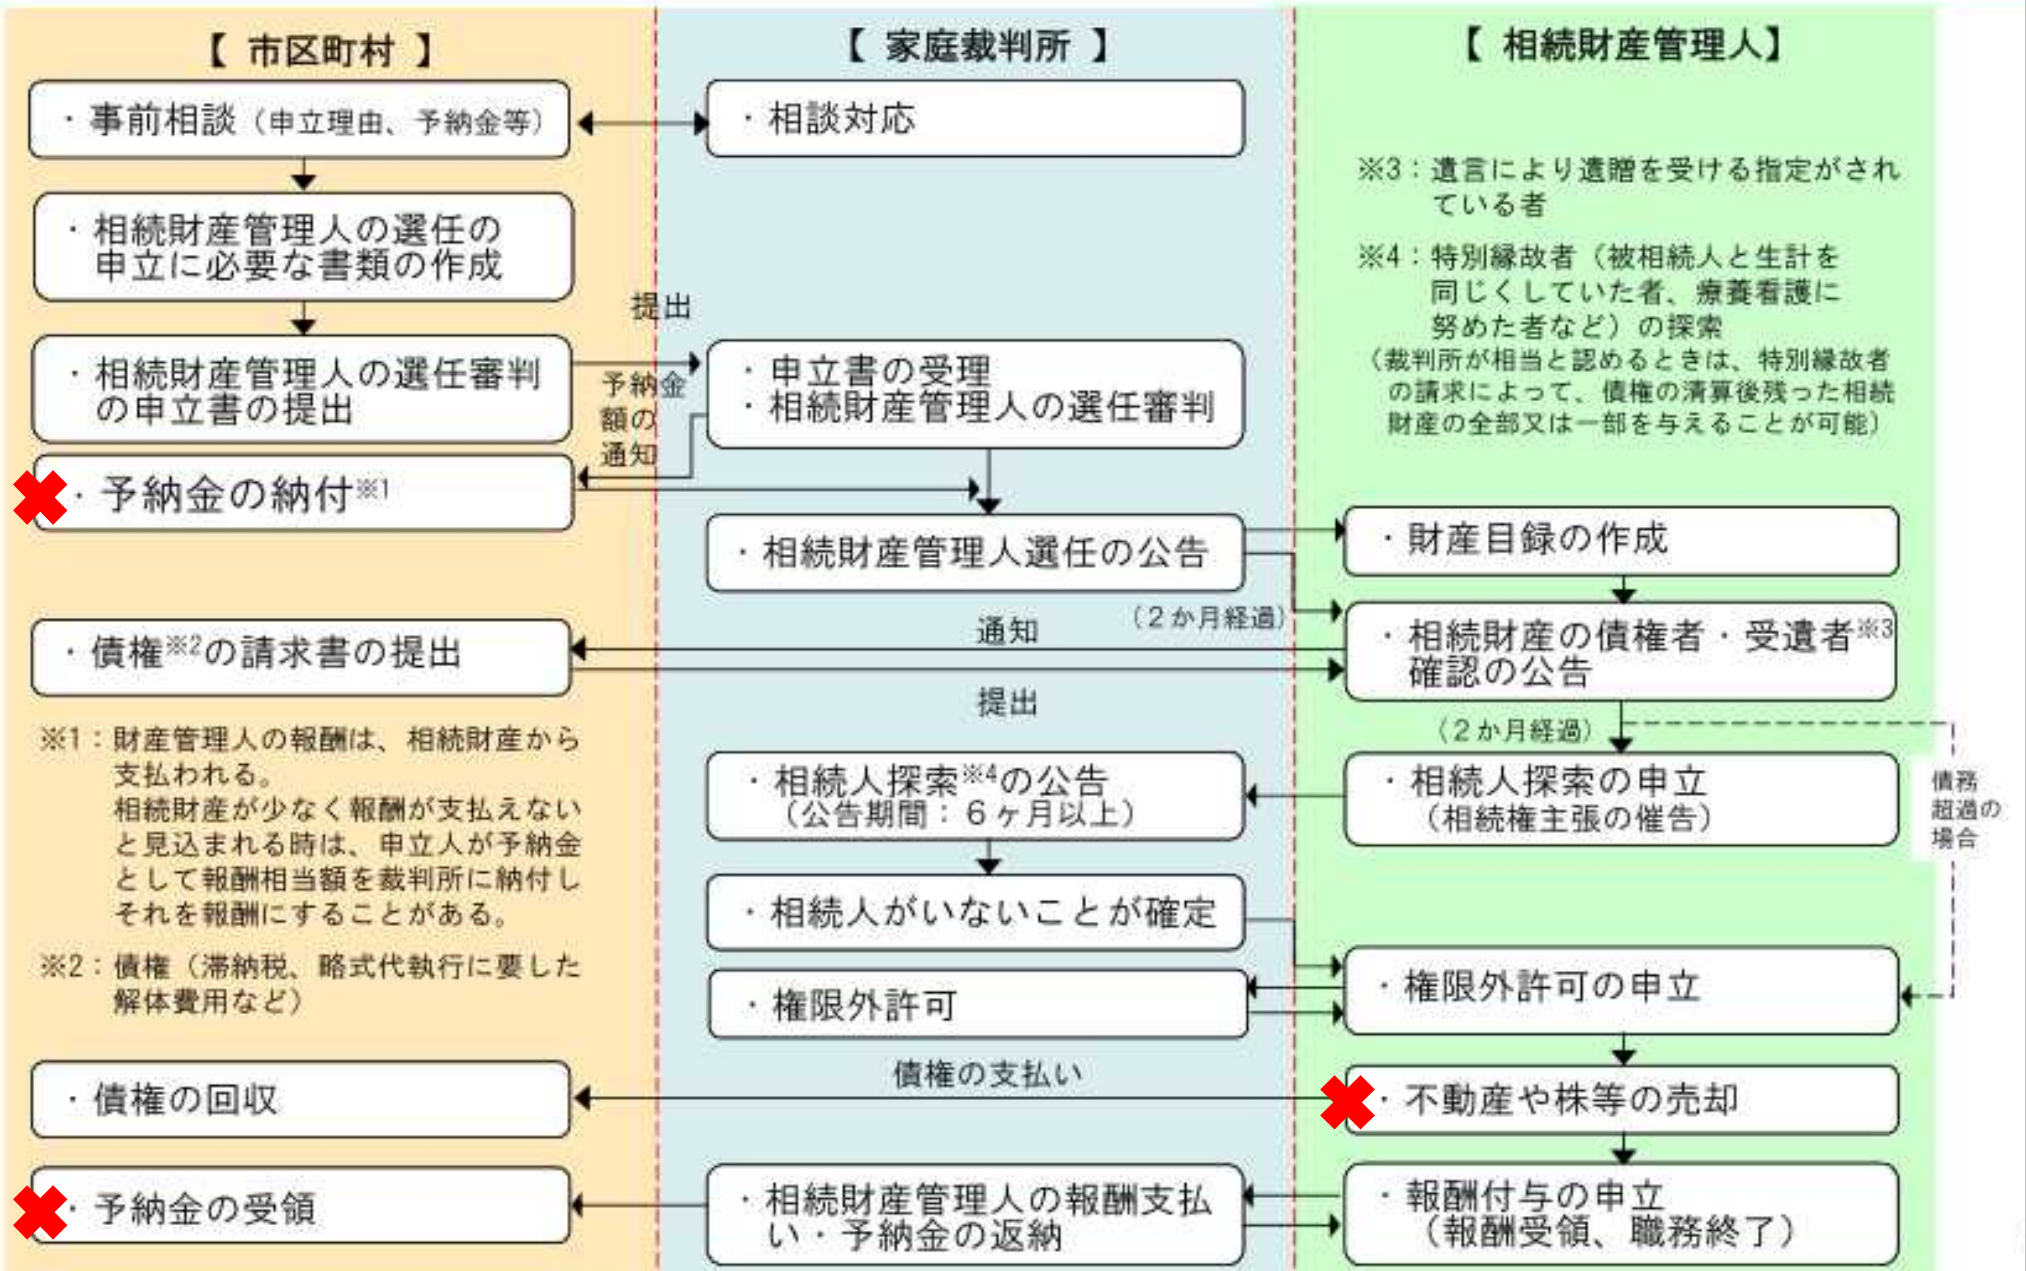 【 市区町村 】
・事前相談（申立理由、予納金等）
・相続財産管理人の選任の
申立に必要な書類の作成
・相続財産管理人の選任審判
の申立書の提出
・予納金の納付※1
・債権※2の請求書の提出
※1：財産管理人の報酬は、相続財産から
支払われる。
相続財産が少なく報酬が支払えない
と見込まれる時は、申立人が予納金
として報酬相当額を裁判所に納付し
それを報酬にすることがある。
※2：債権（滞納税、略式代執行に要した
解体費用など）
・債権の回収
・予納金の受領
提出
予納金
額の
通知
【 家庭裁判所 】
・相談対応
・申立書の受理
・相続財産管理人の選任審判
・相続財産管理人選任の公告
（２か月経過）
通知
提出
・相続人探索※4の公告
（公告期間：６ヶ月以上）
・相続人がいないことが確定
・権限外許可
債権の支払い
・相続財産管理人の報酬支払
い・予納金の返納
【 相続財産管理人】
※3：遺言により遺贈を受ける指定がされ
ている者
※4：特別縁故者（被相続人と生計を
同じくしていた者、療養看護に
努めた者など）の探索
（裁判所が相当と認めるときは、特別縁故者
の請求によって、債権の清算後残った相続
財産の全部又は一部を与えることが可能）
・財産目録の作成
・相続財産の債権者・受遺者※3
確認の公告
（２か月経過）
・相続人探索の申立
（相続権主張の催告）
債務
超過の
場合
・権限外許可の申立
・不動産や株等の売却
・報酬付与の申立
（報酬受領、職務終了）